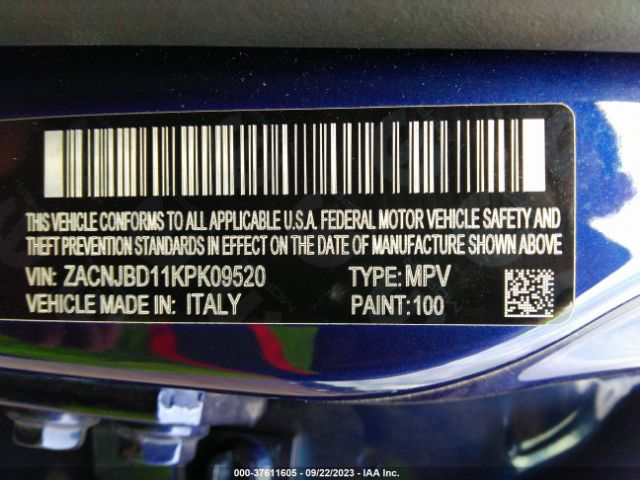 THIS VEHICLE CONFORMS TO ALL APPLICABLE U.S.A. FEDERAL MOTOR VEHICLE SAFETY AND
THEFT PREVENTION STANDARDS IN EFFECT ON THE DATE OF MANUFACTURE SHOWN ABOVE
VIN: ZACNJBD11KPK09520 TYPE: MPV
VEHICLE MADE IN: ITALY PAINT: 100
000-37611605 - 09/22/2023 - IAA Inc.